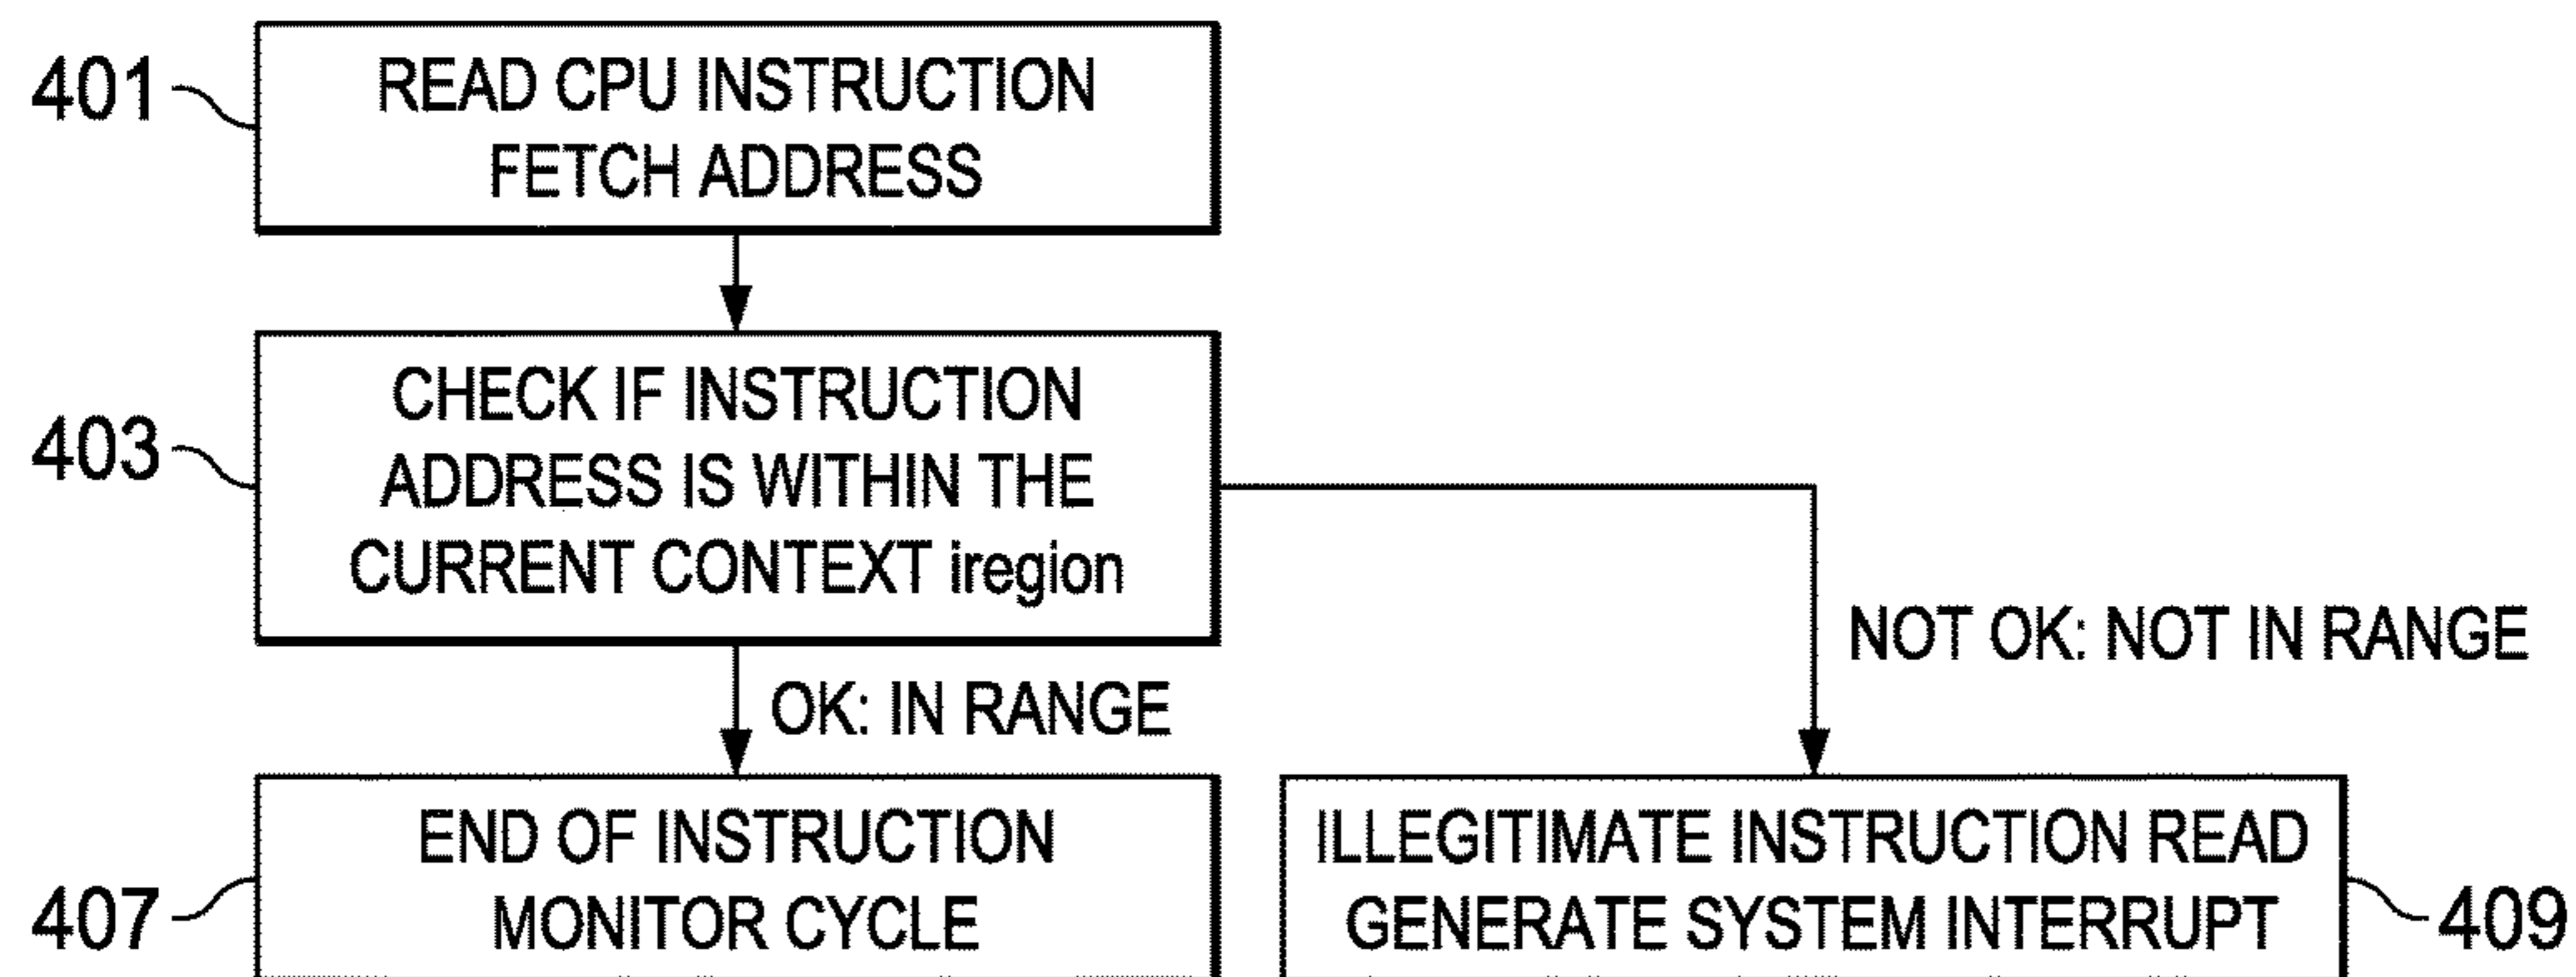 401
READ CPU INSTRUCTION
FETCH ADDRESS
403
CHECK IF INSTRUCTION
ADDRESS IS WITHIN THE
CURRENT CONTEXT iregion
NOT OK: NOT IN RANGE
OK: IN RANGE
407
END OF INSTRUCTION
MONITOR CYCLE
ILLEGITIMATE INSTRUCTION READ
GENERATE SYSTEM INTERRUPT
409